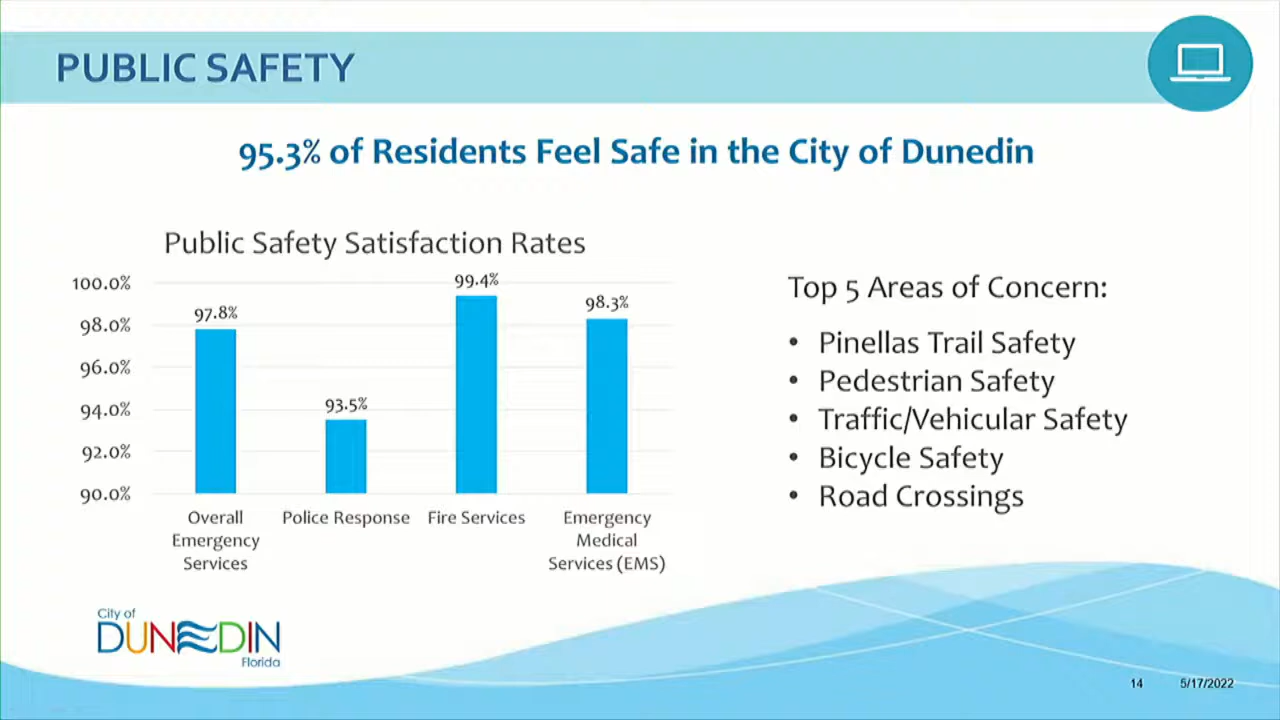 PUBLIC SAFETY
95.3% of Residents Feel Safe in the City of Dunedin
Public Safety Satisfaction Rates
100.0%
98.0%
96.0%
94.0%
92.0%
90.0%
97.8%
93.5%
99.4%
98.3%
Overall
Emergency
Services
Police Response
Fire Services
Emergency
Medical
Services (EMS)
Top 5 Areas of Concern:
• Pinellas Trail Safety
• Pedestrian Safety
• Traffic/Vehicular Safety
• Bicycle Safety
• Road Crossings
City of
DUNEDIN
Florida
14 5/17/2022